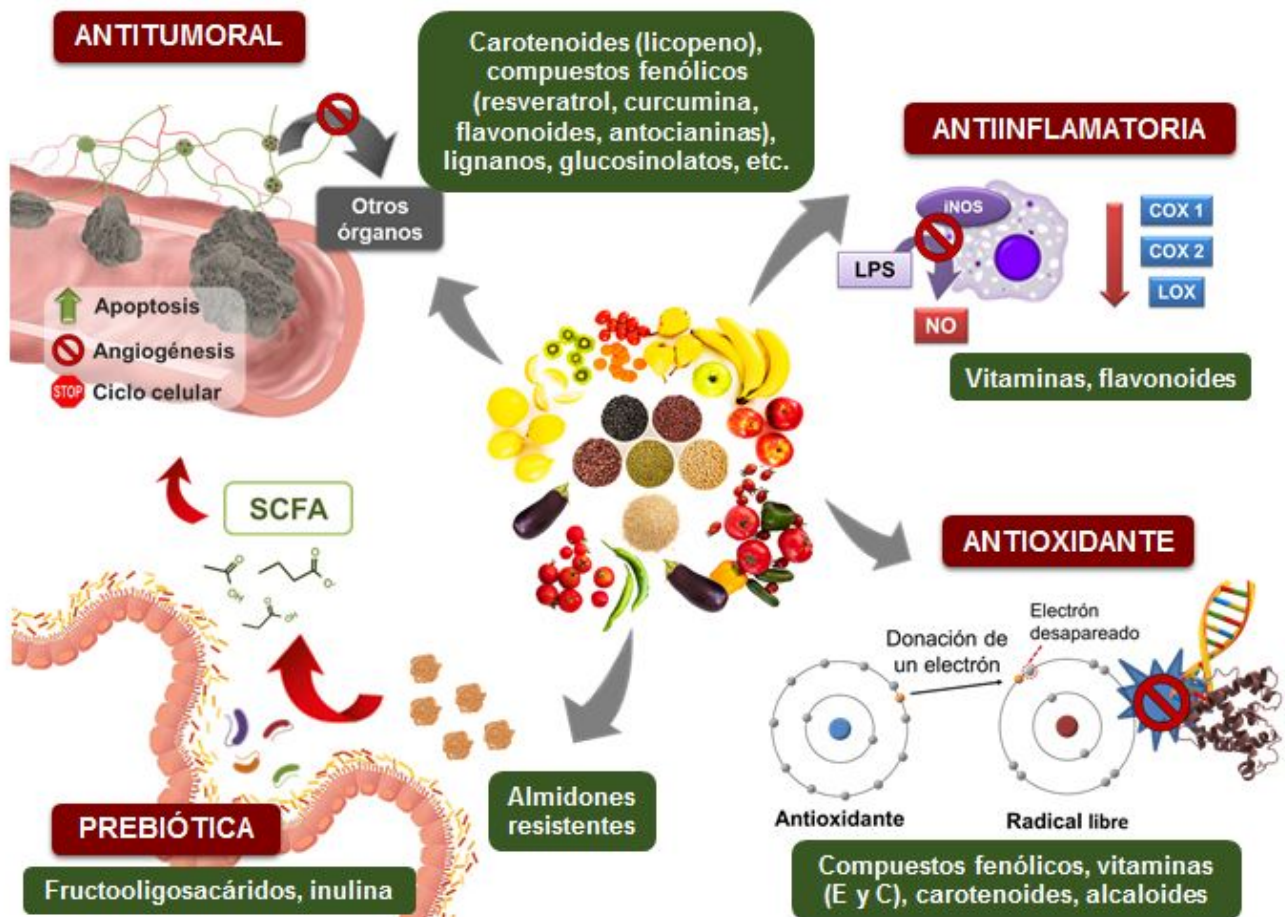 ANTITUMORAL
Carotenoides (licopeno),
compuestos fenólicos
(resveratrol, curcumina,
flavonoides, antocianinas),
lignanos, glucosinolatos, etc.
Otros
órganos
Apoptosis
Angiogénesis
STOP Ciclo celular
ANTIINFLAMATORIA
iNOS
LPS
NO
COX 1
COX 2
LOX
Vitaminas, flavonoides
SCFA
O
OH
O
O-
O
OH
PREBIÓTICA
Fructooligosacáridos, inulina
Almidones
resistentes
ANTIOXIDANTE
Electrón
desapareado
Donación de
un electrón
Antioxidante
Radical libre
Compuestos fenólicos, vitaminas
(E y C), carotenoides, alcaloides